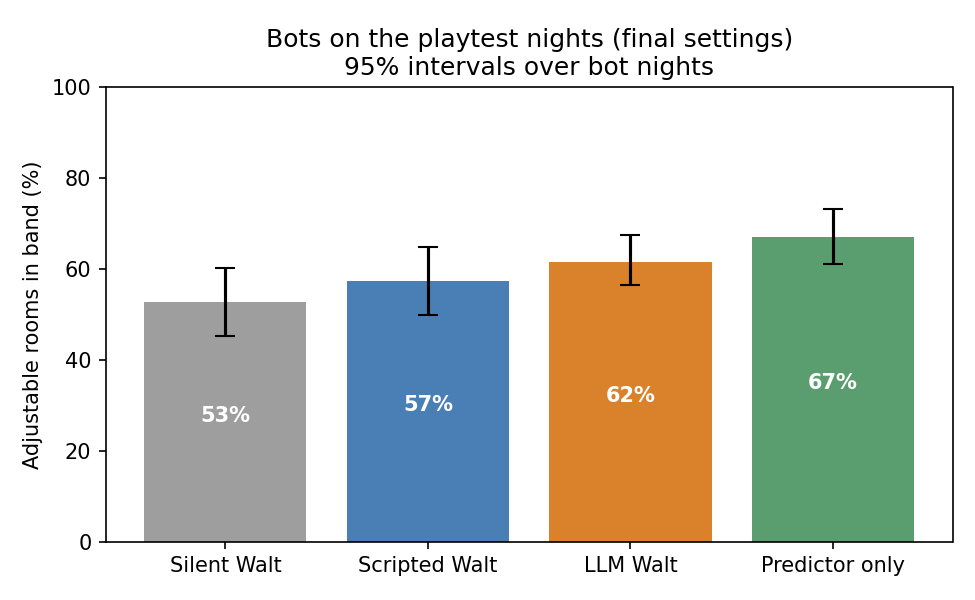 Bots on the playtest nights (final settings)
95% intervals over bot nights
Adjustable rooms in band (%)
100
80
60
40
20
0
53%
57%
62%
67%
Silent Walt
Scripted Walt
LLM Walt
Predictor only